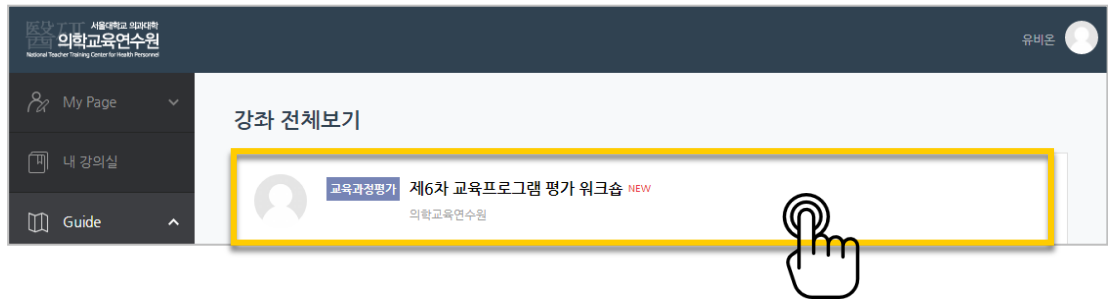 서울대학교 의과대학
의학교육연수원
National Teacher Training Center for Health Personnel
유비온
My Page
내 강의실
Guide
강좌 전체보기
교육과정평가 제6차 교육프로그램 평가 워크숍 NEW
의학교육연수원